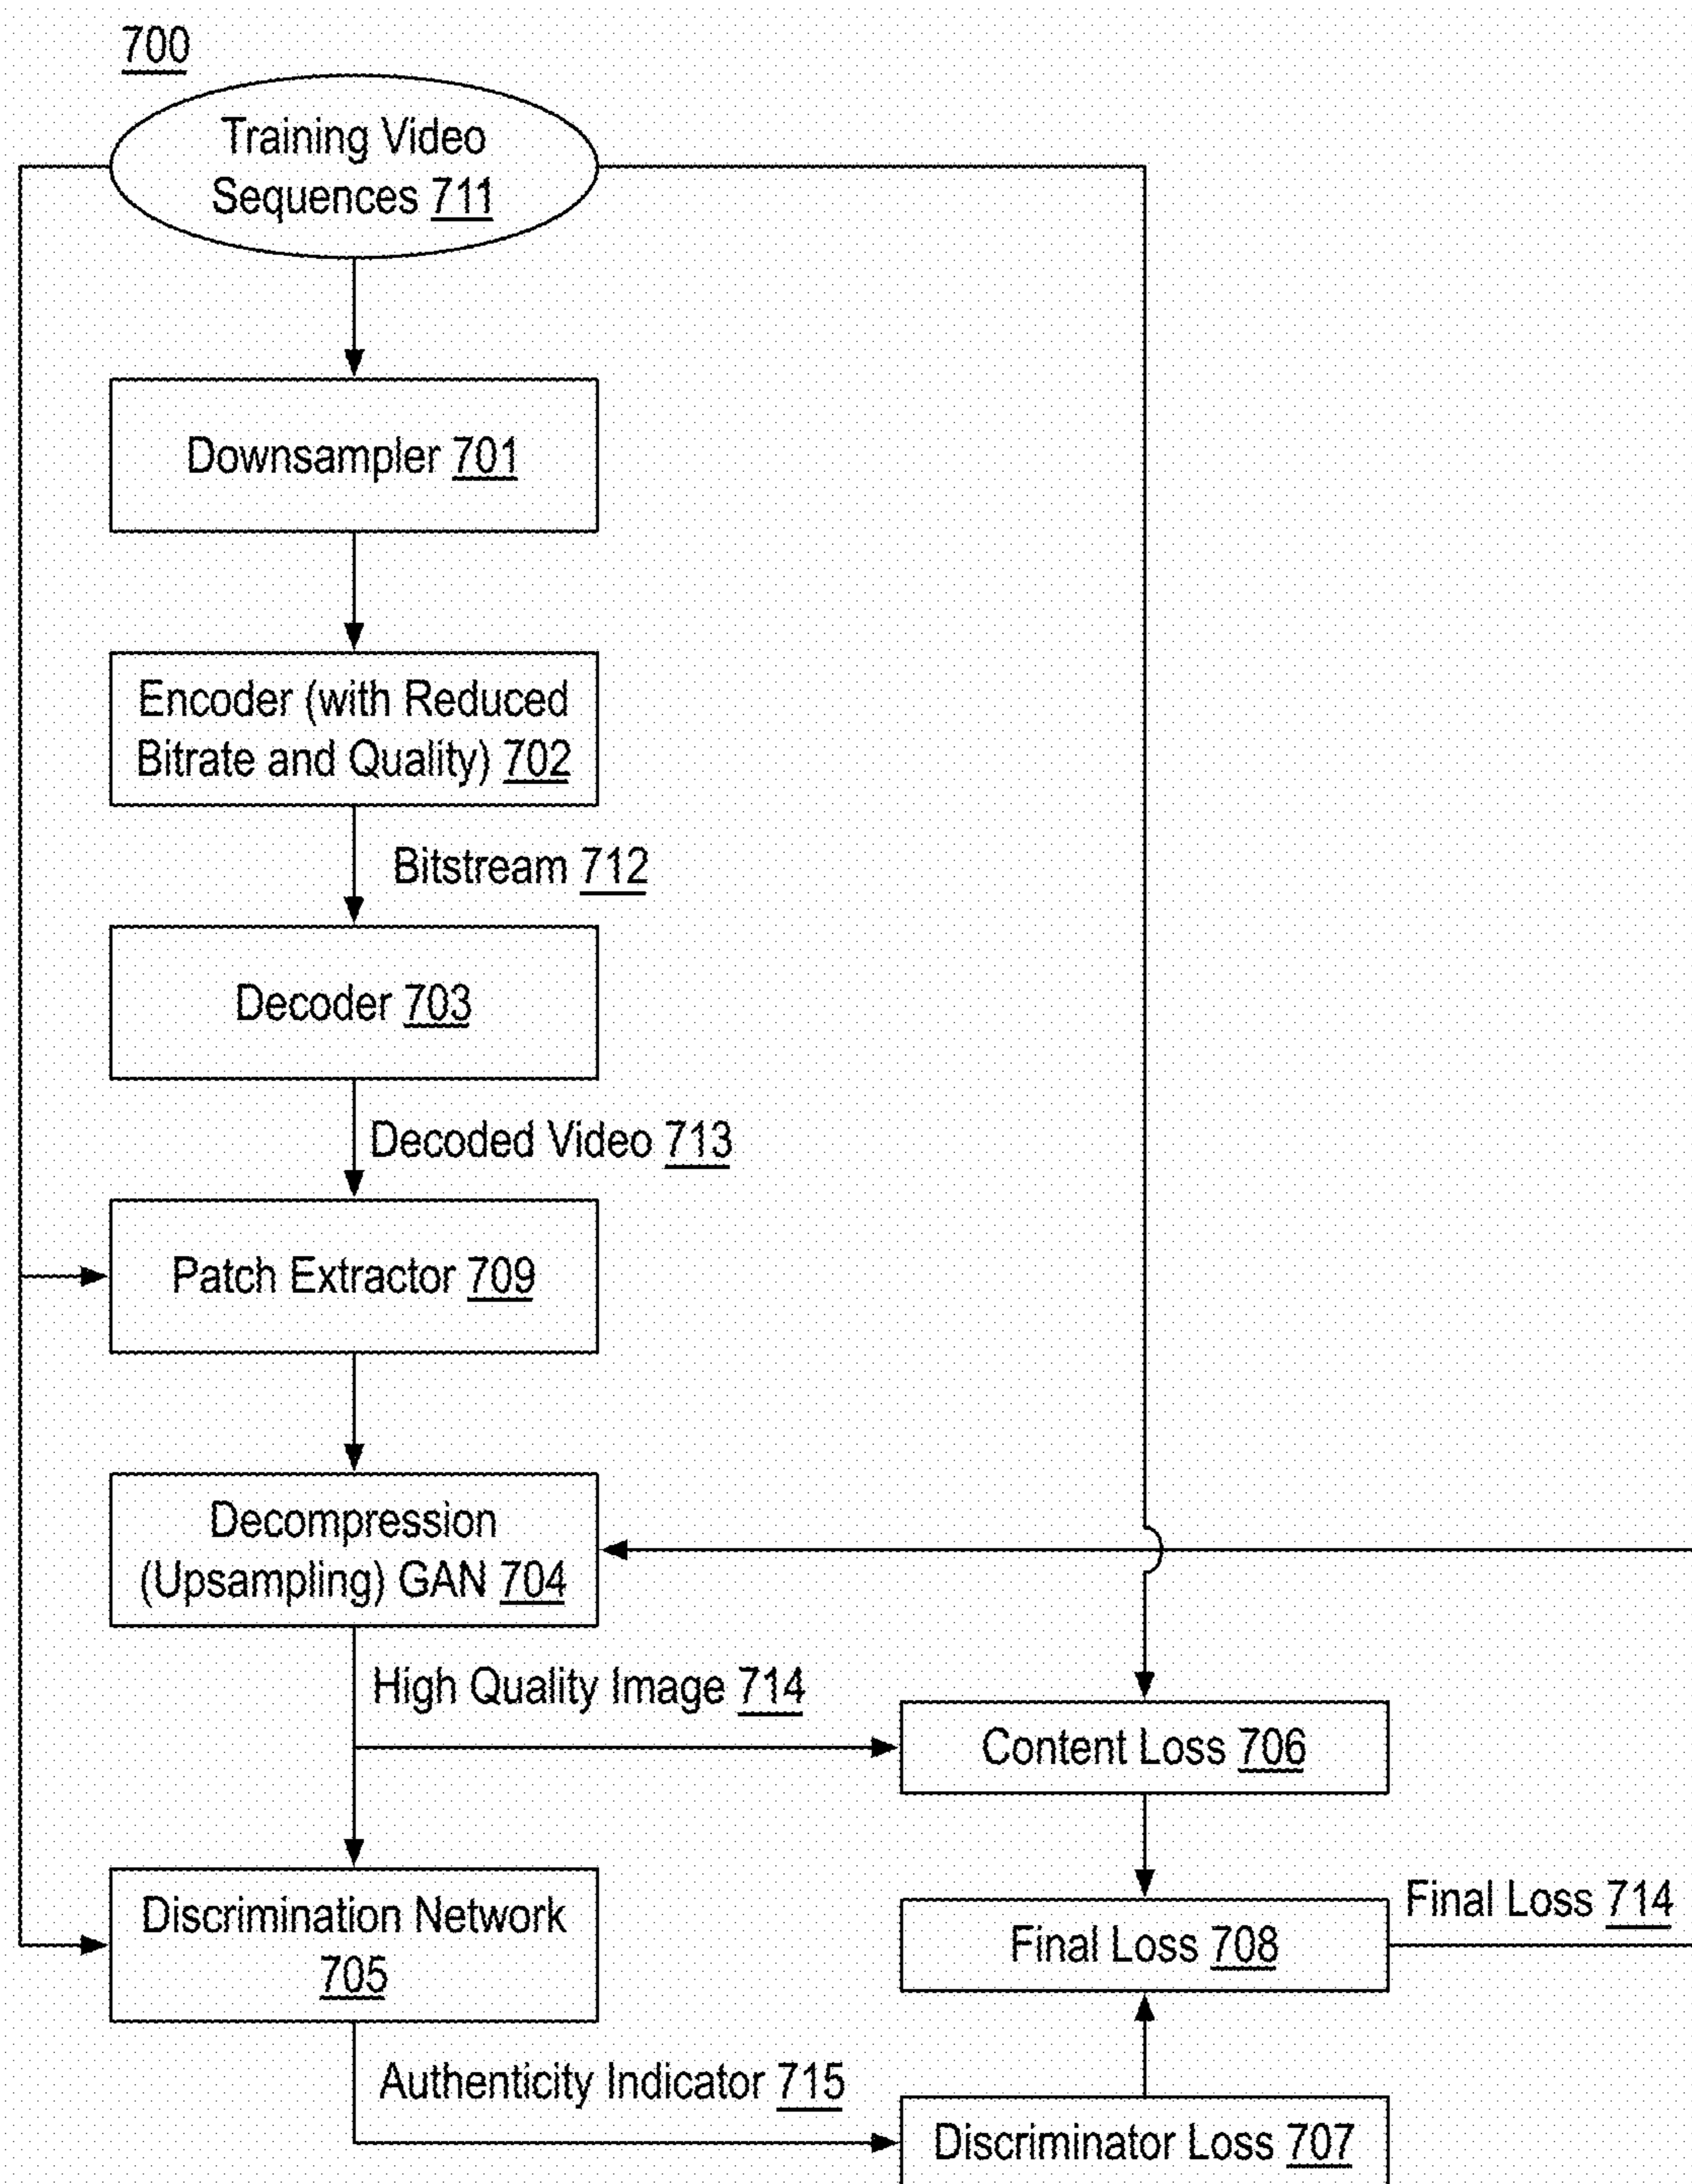 700
Training Video
Sequences 711
Downsampler 701
Encoder (with Reduced
Bitrate and Quality) 702
Bitstream 712
Decoder 703
Decoded Video 713
Patch Extractor 709
Decompression
(Upsampling) GAN 704
High Quality Image 714
Content Loss 706
Discrimination Network
705
Final Loss 708
Final Loss 714
Authenticity Indicator 715
Discriminator Loss 707